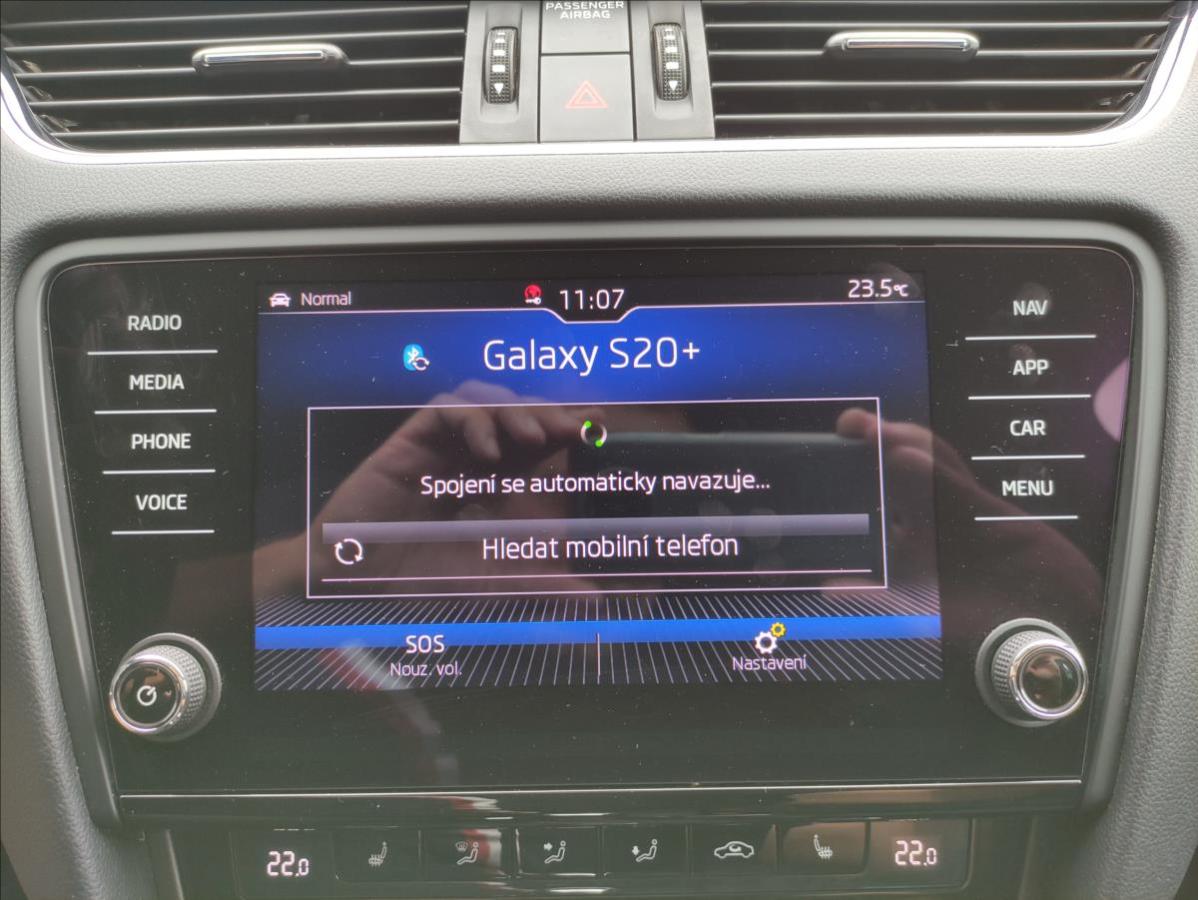 PASSENGER
AIRBAG
Normal
11:07
23.5°C
RADIO
MEDIA
PHONE
VOICE
Galaxy S20+
Spojení se automaticky navazuje...
Hledat mobilní telefon
SOS
Nouz. vol.
Nastavení
NAV
APP
CAR
MENU
22.0
22.0